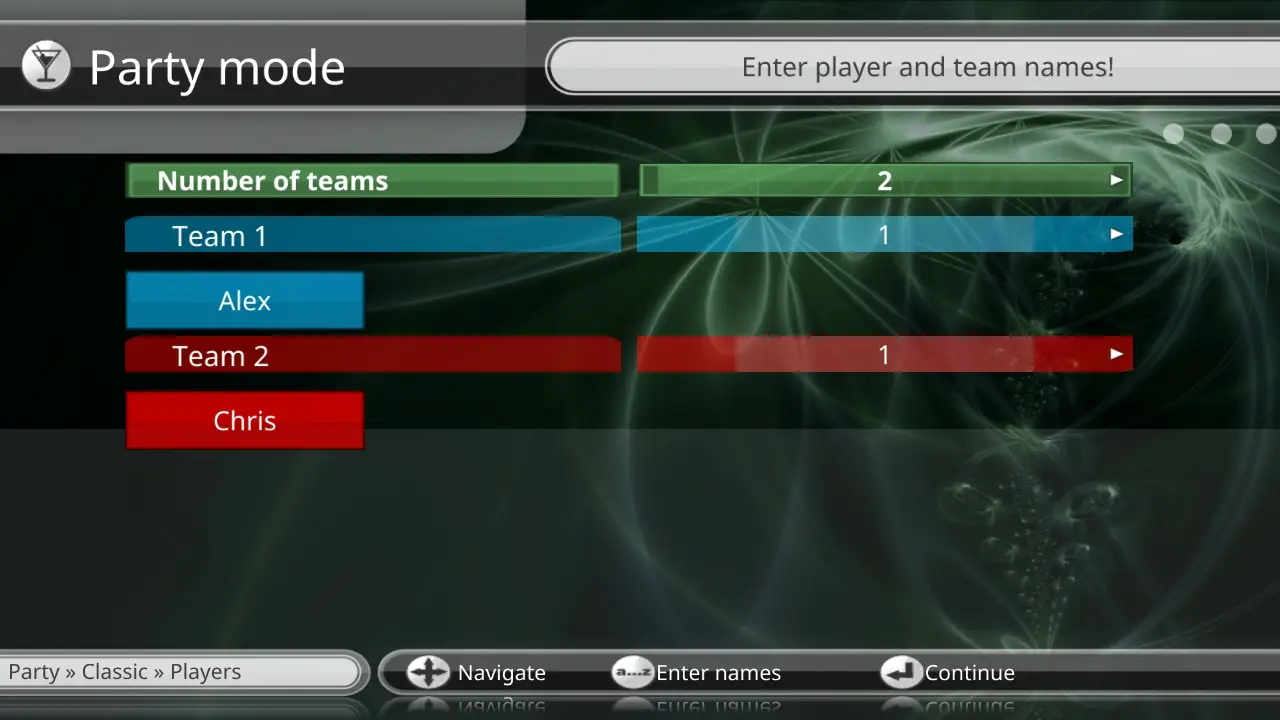 Party mode
Enter player and team names!
Number of teams
2
Team 1
1
Alex
Team 2
1
Chris
Party » Classic » Players
Navigate
a...z
Enter names
Continue